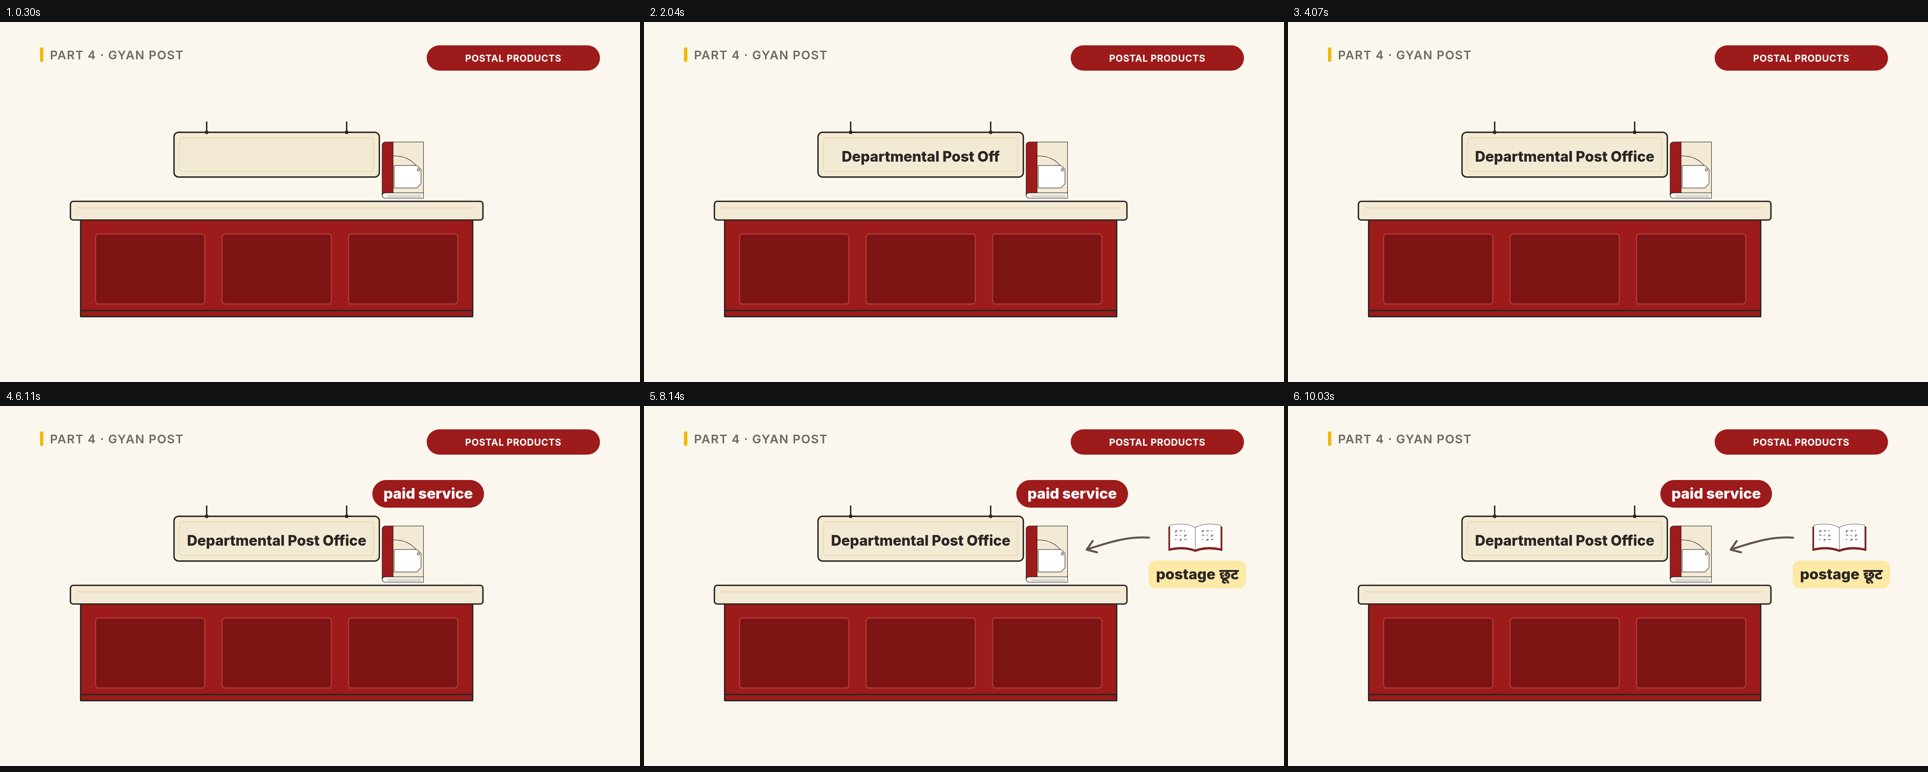 1. 0.30s
PART 4 · GYAN POST
POSTAL PRODUCTS
2. 2.04s
PART 4 · GYAN POST
POSTAL PRODUCTS
Departmental Post Off
3. 4.07s
PART 4 · GYAN POST
POSTAL PRODUCTS
Departmental Post Office
4. 6.11s
PART 4 · GYAN POST
POSTAL PRODUCTS
paid service
Departmental Post Office
5. 8.14s
PART 4 · GYAN POST
POSTAL PRODUCTS
paid service
Departmental Post Office
postage छूट
6. 10.03s
PART 4 · GYAN POST
POSTAL PRODUCTS
paid service
Departmental Post Office
postage छूट